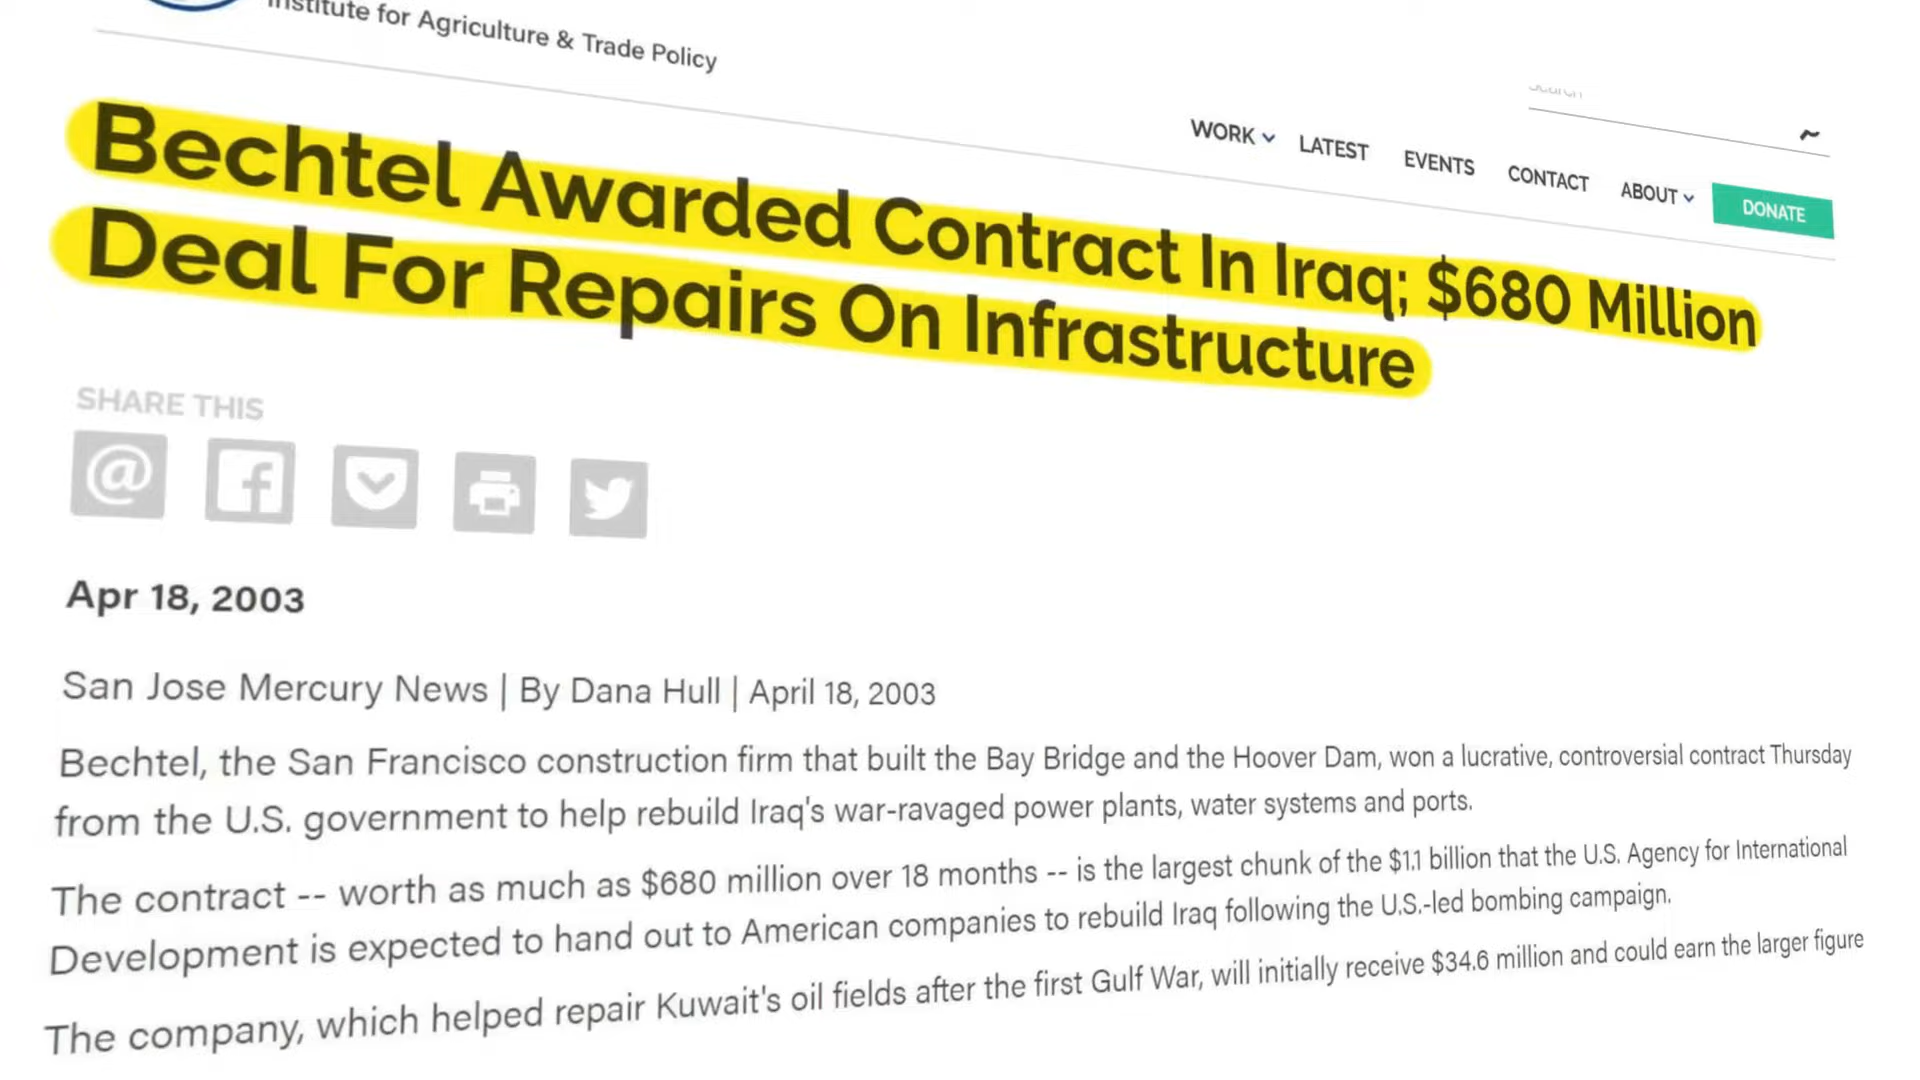 Institute for Agriculture & Trade Policy
Search
WORK LATEST EVENTS CONTACT ABOUT DONATE
Bechtel Awarded Contract In Iraq; $680 Million
Deal For Repairs On Infrastructure
SHARE THIS
Apr 18, 2003
San Jose Mercury News | By Dana Hull | April 18, 2003
Bechtel, the San Francisco construction firm that built the Bay Bridge and the Hoover Dam, won a lucrative, controversial contract Thursday
from the U.S. government to help rebuild Iraq's war-ravaged power plants, water systems and ports.
The contract -- worth as much as $680 million over 18 months -- is the largest chunk of the $1.1 billion that the U.S. Agency for International
Development is expected to hand out to American companies to rebuild Iraq following the U.S.-led bombing campaign.
The company, which helped repair Kuwait's oil fields after the first Gulf War, will initially receive $34.6 million and could earn the larger figure